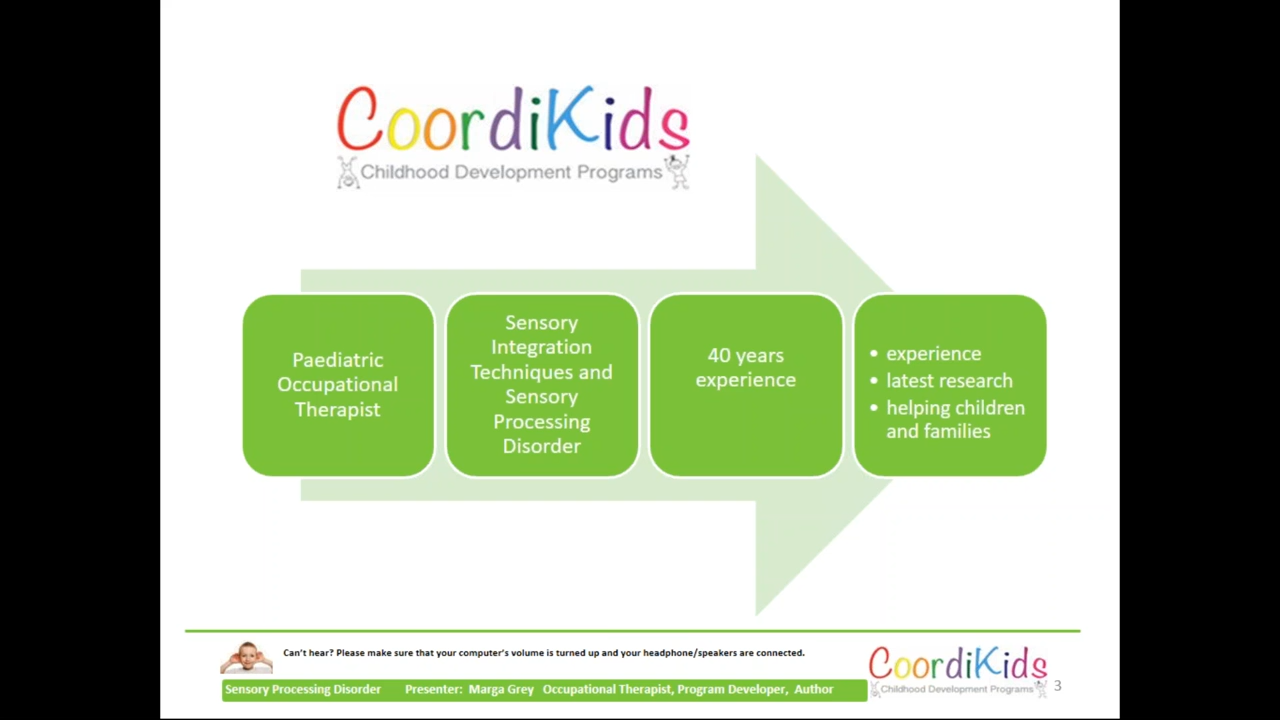 CoordiKids
Childhood Development Programs
Paediatric
Occupational
Therapist
Sensory
Integration
Techniques and
Sensory
Processing
Disorder
40 years
experience
• experience
• latest research
• helping children
and families
Can't hear? Please make sure that your computer's volume is turned up and your headphone/speakers are connected.
Sensory Processing Disorder Presenter: Marga Grey Occupational Therapist, Program Developer, Author
CoordiKids
Childhood Development Programs
3